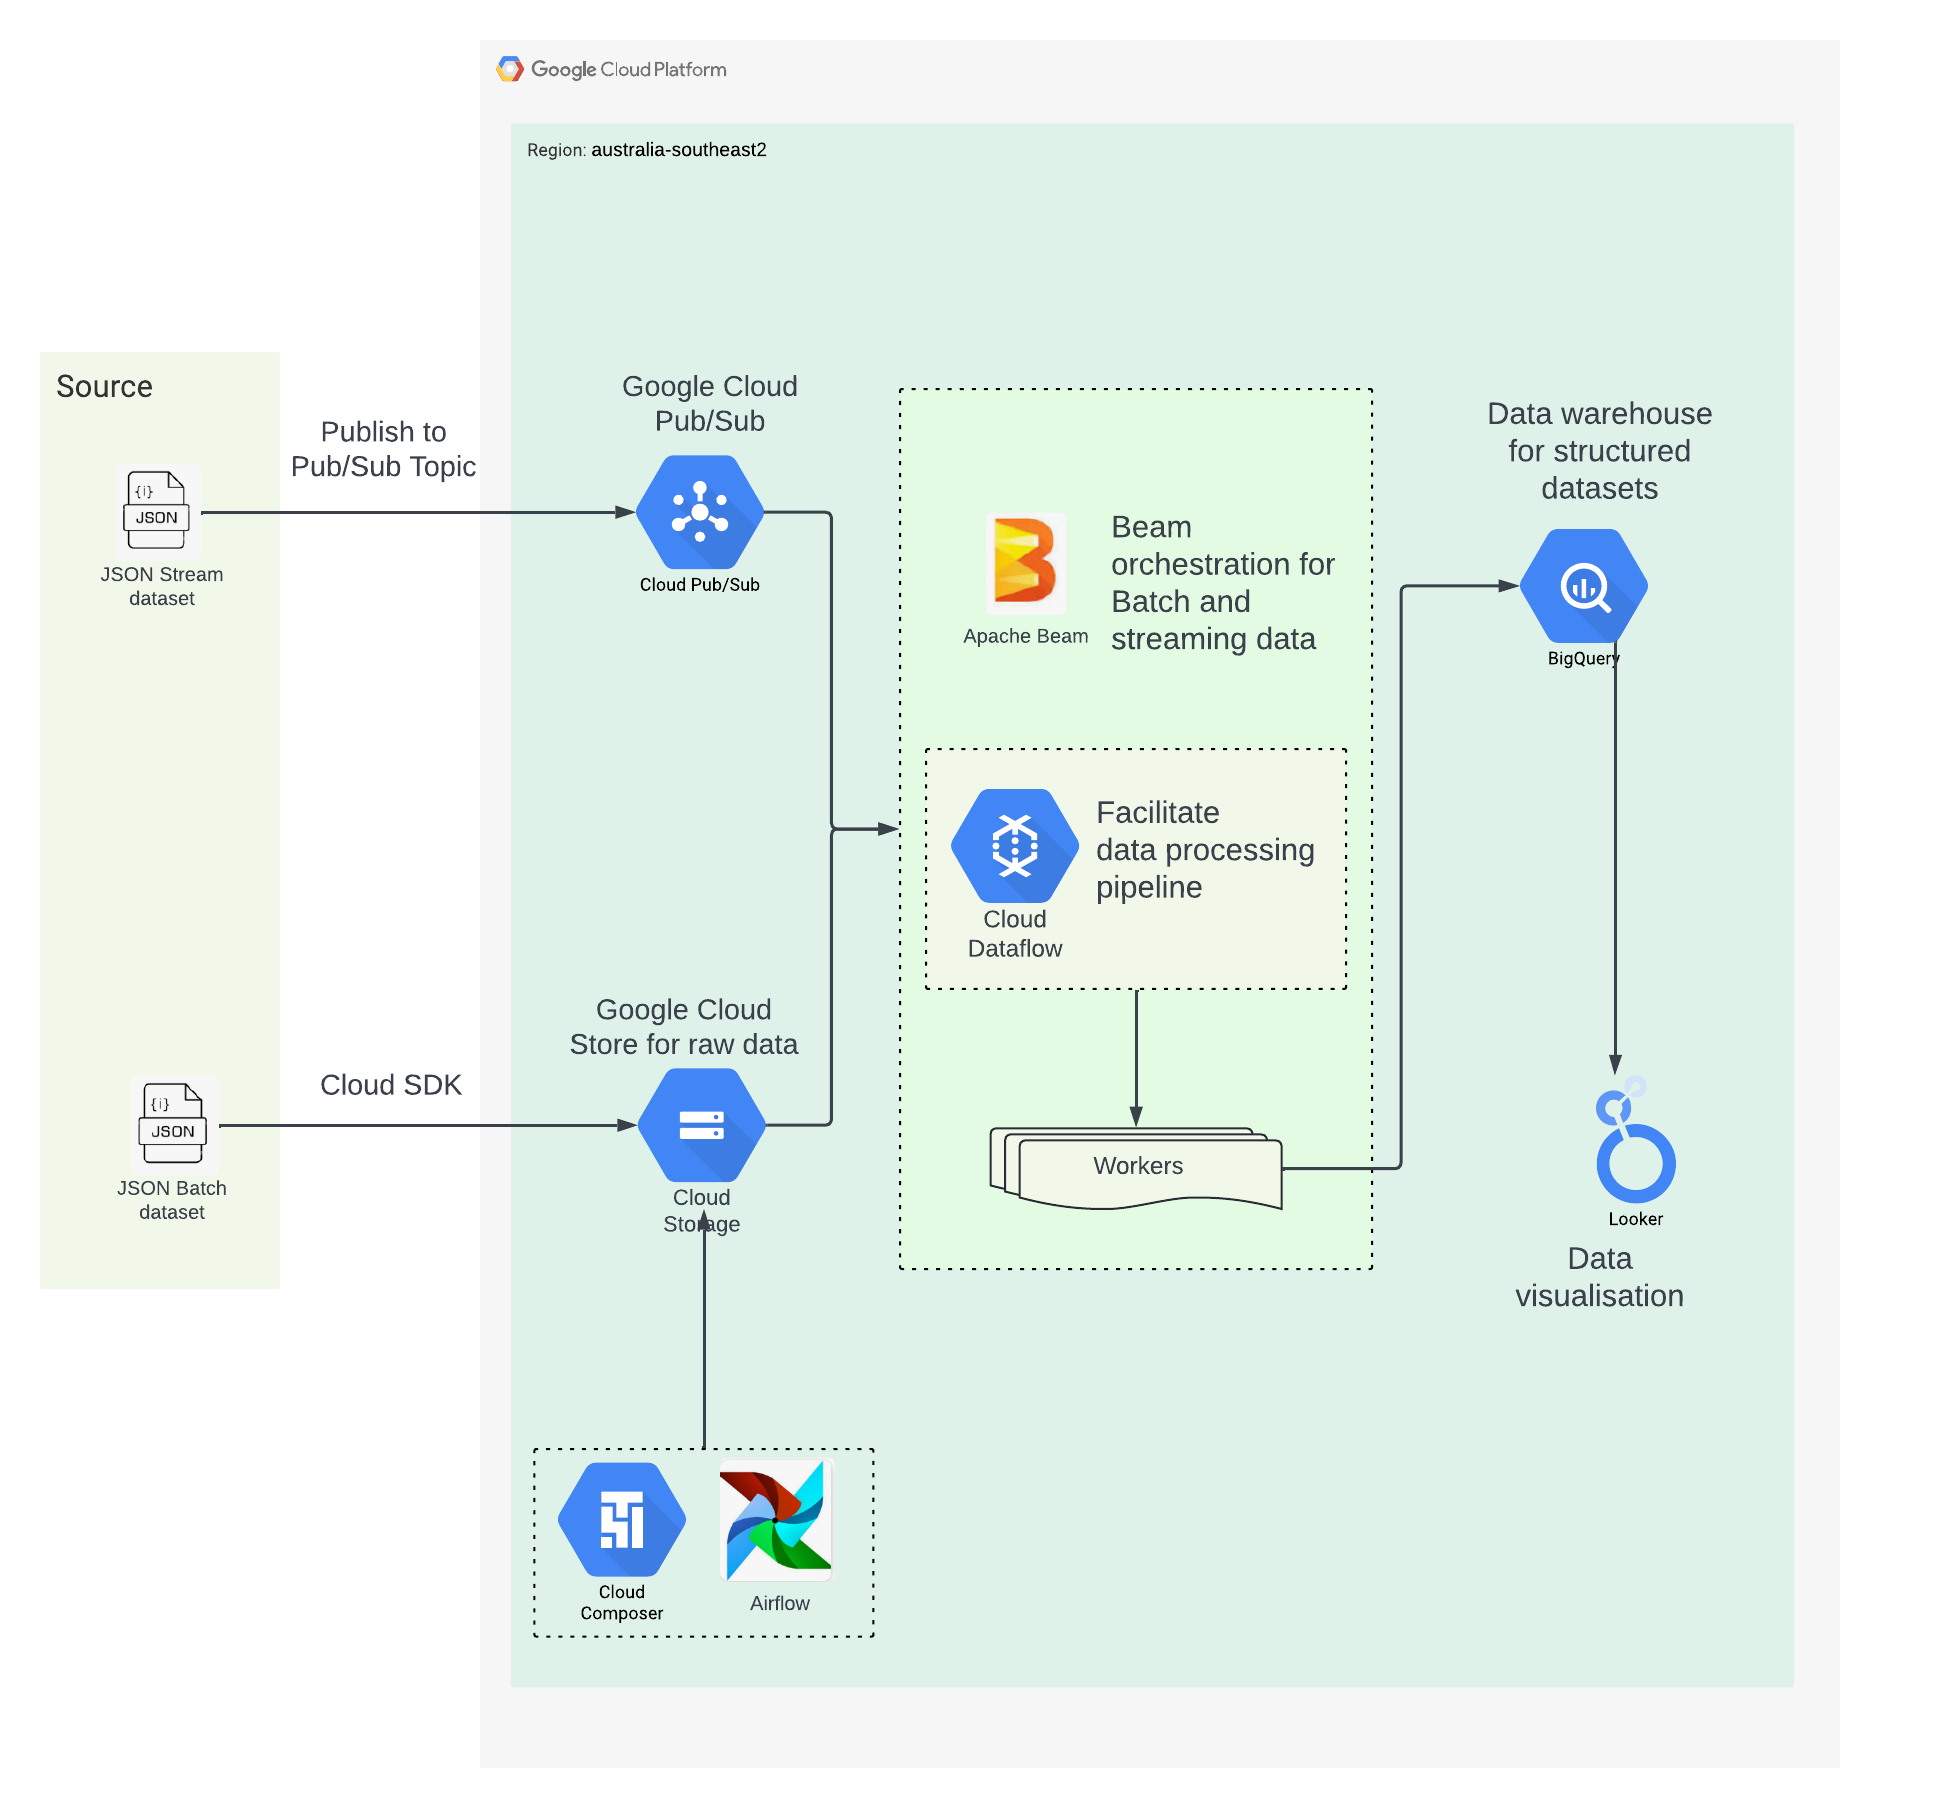 Google Cloud Platform
Region: australia-southeast2
Source
Publish to
Pub/Sub Topic
{i}
JSON
JSON Stream
dataset
Google Cloud
Pub/Sub
Cloud Pub/Sub
Beam
orchestration for
Batch and
streaming data
Apache Beam
Data warehouse
for structured
datasets
BigQuery
Facilitate
data processing
pipeline
Cloud
Dataflow
Google Cloud
Store for raw data
Cloud SDK
{i}
JSON
JSON Batch
dataset
Cloud
Storage
Workers
Looker
Data
visualisation
Cloud
Composer
Airflow